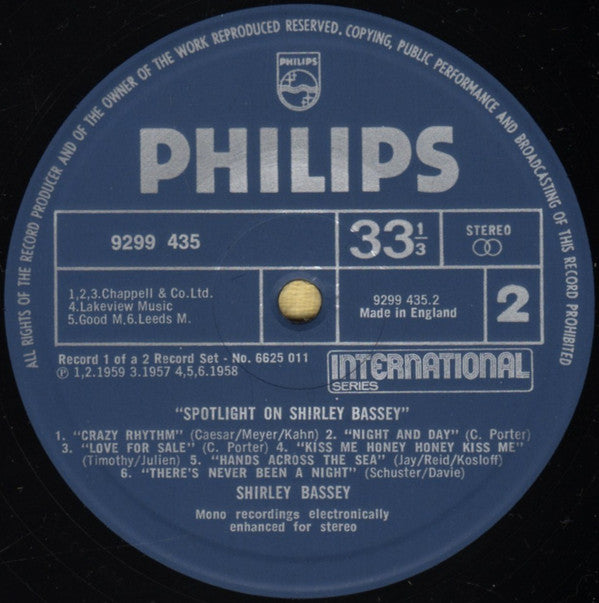 ALL RIGHTS OF THE RECORD PRODUCER AND OF THE OWNER OF THE WORK REPRODUCED RESERVED. COPYING, PUBLIC PERFORMANCE AND BROADCASTING OF THIS RECORD PROHIBITED
PHILIPS
PHILIPS
9299 435
33 1/3
STEREO
1,2,3.Chappell & Co.Ltd.
4.Lakeview Music
5.Good M,6.Leeds M.
9299 435.2
Made in England
2
Record 1 of a 2 Record Set - No. 6625 011
℗ 1,2.1959 3.1957 4,5,6.1958
INTERNATIONAL
SERIES
"SPOTLIGHT ON SHIRLEY BASSEY"
1. "CRAZY RHYTHM" (Caesar/Meyer/Kahn) 2. "NIGHT AND DAY" (C. Porter)
3. "LOVE FOR SALE" (C. Porter) 4. "KISS ME HONEY HONEY KISS ME"
(Timothy/Julien) 5. "HANDS ACROSS THE SEA" (Jay/Reid/Kosloff)
6. "THERE'S NEVER BEEN A NIGHT" (Schuster/Davie)
SHIRLEY BASSEY
Mono recordings electronically
enhanced for stereo